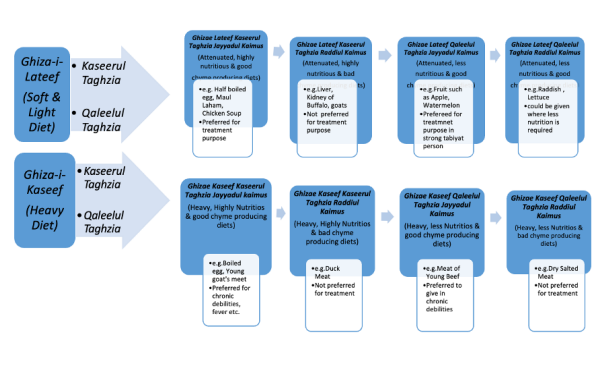 Ghiza-i-
Lateef
(Soft &
Light Diet)
• Kaseerul
Taghzia
• Qaleelul
Taghzia
Ghizae Lateef Kaseerul
Taghzia Jayyadul Kaimus
(Attenuated, highly
nutritious & good
chyme producing diets)
•e.g. Half boiled
egg, Maul
Laham,
Chicken Soup
•Preferred for
treatment
purpose
Ghizae Lateef Kaseerul
Taghzia Raddiul Kaimus
(Attenuated, highly
nutritious & bad
chyme producing diets)
•e.g.Liver,
Kidney of
Buffalo, goats
•Not preferred
for treatment
purpose
Ghizae Lateef Qaleelul
Taghzia Jayyadul Kaimus
(Attenuated, less
nutritious & good
•e.g.Fruit such
as Apple,
Watermelon
•Prefereed for
treatmnet
purpose in
strong tabiyat
person
Ghizae Lateef Qaleelul
Taghzia Raddiul Kaimus
(Attenuated, less
nutritious & bad
•e.g.Raddish ,
Lettuce
•could be given
where less
nutrition is
required
Ghiza-i-
Kaseef
(Heavy
Diet)
• Kaseerul
Taghzia
• Qaleelul
Taghzia
Ghizae Kaseef Kaseerul
Taghzia Jayyadul kaimus
(Heavy, Highly Nutritios
& good chyme producing
diets)
•e.g.Boiled
egg, Young
goat's meet
•Preferred for
chronic
debilities,
fever etc.
Ghizae Kaseef Kaseerul
Taghzia Raddiul
Kaimus
(Heavy, Highly Nutritios
& bad chyme
producing diets)
•e.g.Duck
Meat
•Not preferred
for treatment
Ghizae Kaseef Qaleelul
Taghzia Jayyadul
Kaimus
(Heavy, less Nutritios &
good chyme producing
diets)
•e.g.Meat of
Young Beef
•Preferred to
give in
chronic
debilities
Ghizae Kaseef Qaleelul
Taghzia Raddiul
Kaimus
(Heavy, less Nutritios &
bad chyme producing
diets)
•e.g.Dry Salted
Meat
•Not preferred
for treatment